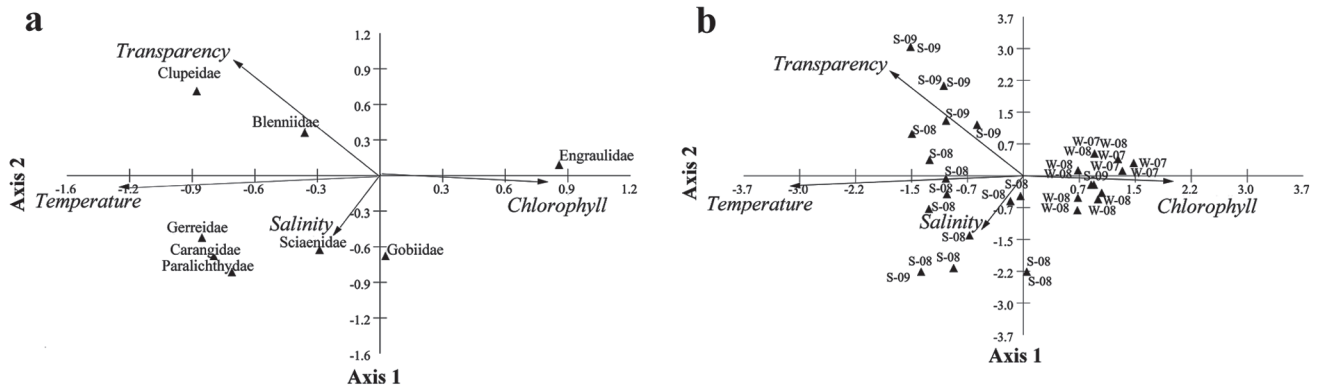 a
1.2
Transparency
0.9
Clupeidae
0.6
Blenniidae
0.3
Engraulidae
Axis 2
-1.6 -1.2 -0.9 -0.6 -0.3 0.3 0.6 0.9 1.2
Temperature
Chlorophyll
-0.3
Salinity
Gerreidae
Sciaenidae
-0.6
Gobiidae
Carangidae
Paralichthydae
-0.9
-1.2
-1.6
Axis 1
b
3.7
S-09
S-09
3.0
Transparency
S-09 S-09
2.2
S-09
1.5
S-08
S-09
0.7
W-07 W-08
S-08
W-08 W-07 W-07
W-08
W-07 W-07
S-08
W-08 S-09
Axis 2
-3.7 -3.0 -2.2 -1.5 -0.7 0.7 1.5 2.2 3.0 3.7
S-08
S-08
S-08
W-08
W-08
Temperature
Chlorophyll
S-08
-0.7
W-08
W-08
Salinity
S-08
-1.5
S-08
S-08
S-08
S-09
-2.2
S-08
-3.0
-3.7
Axis 1